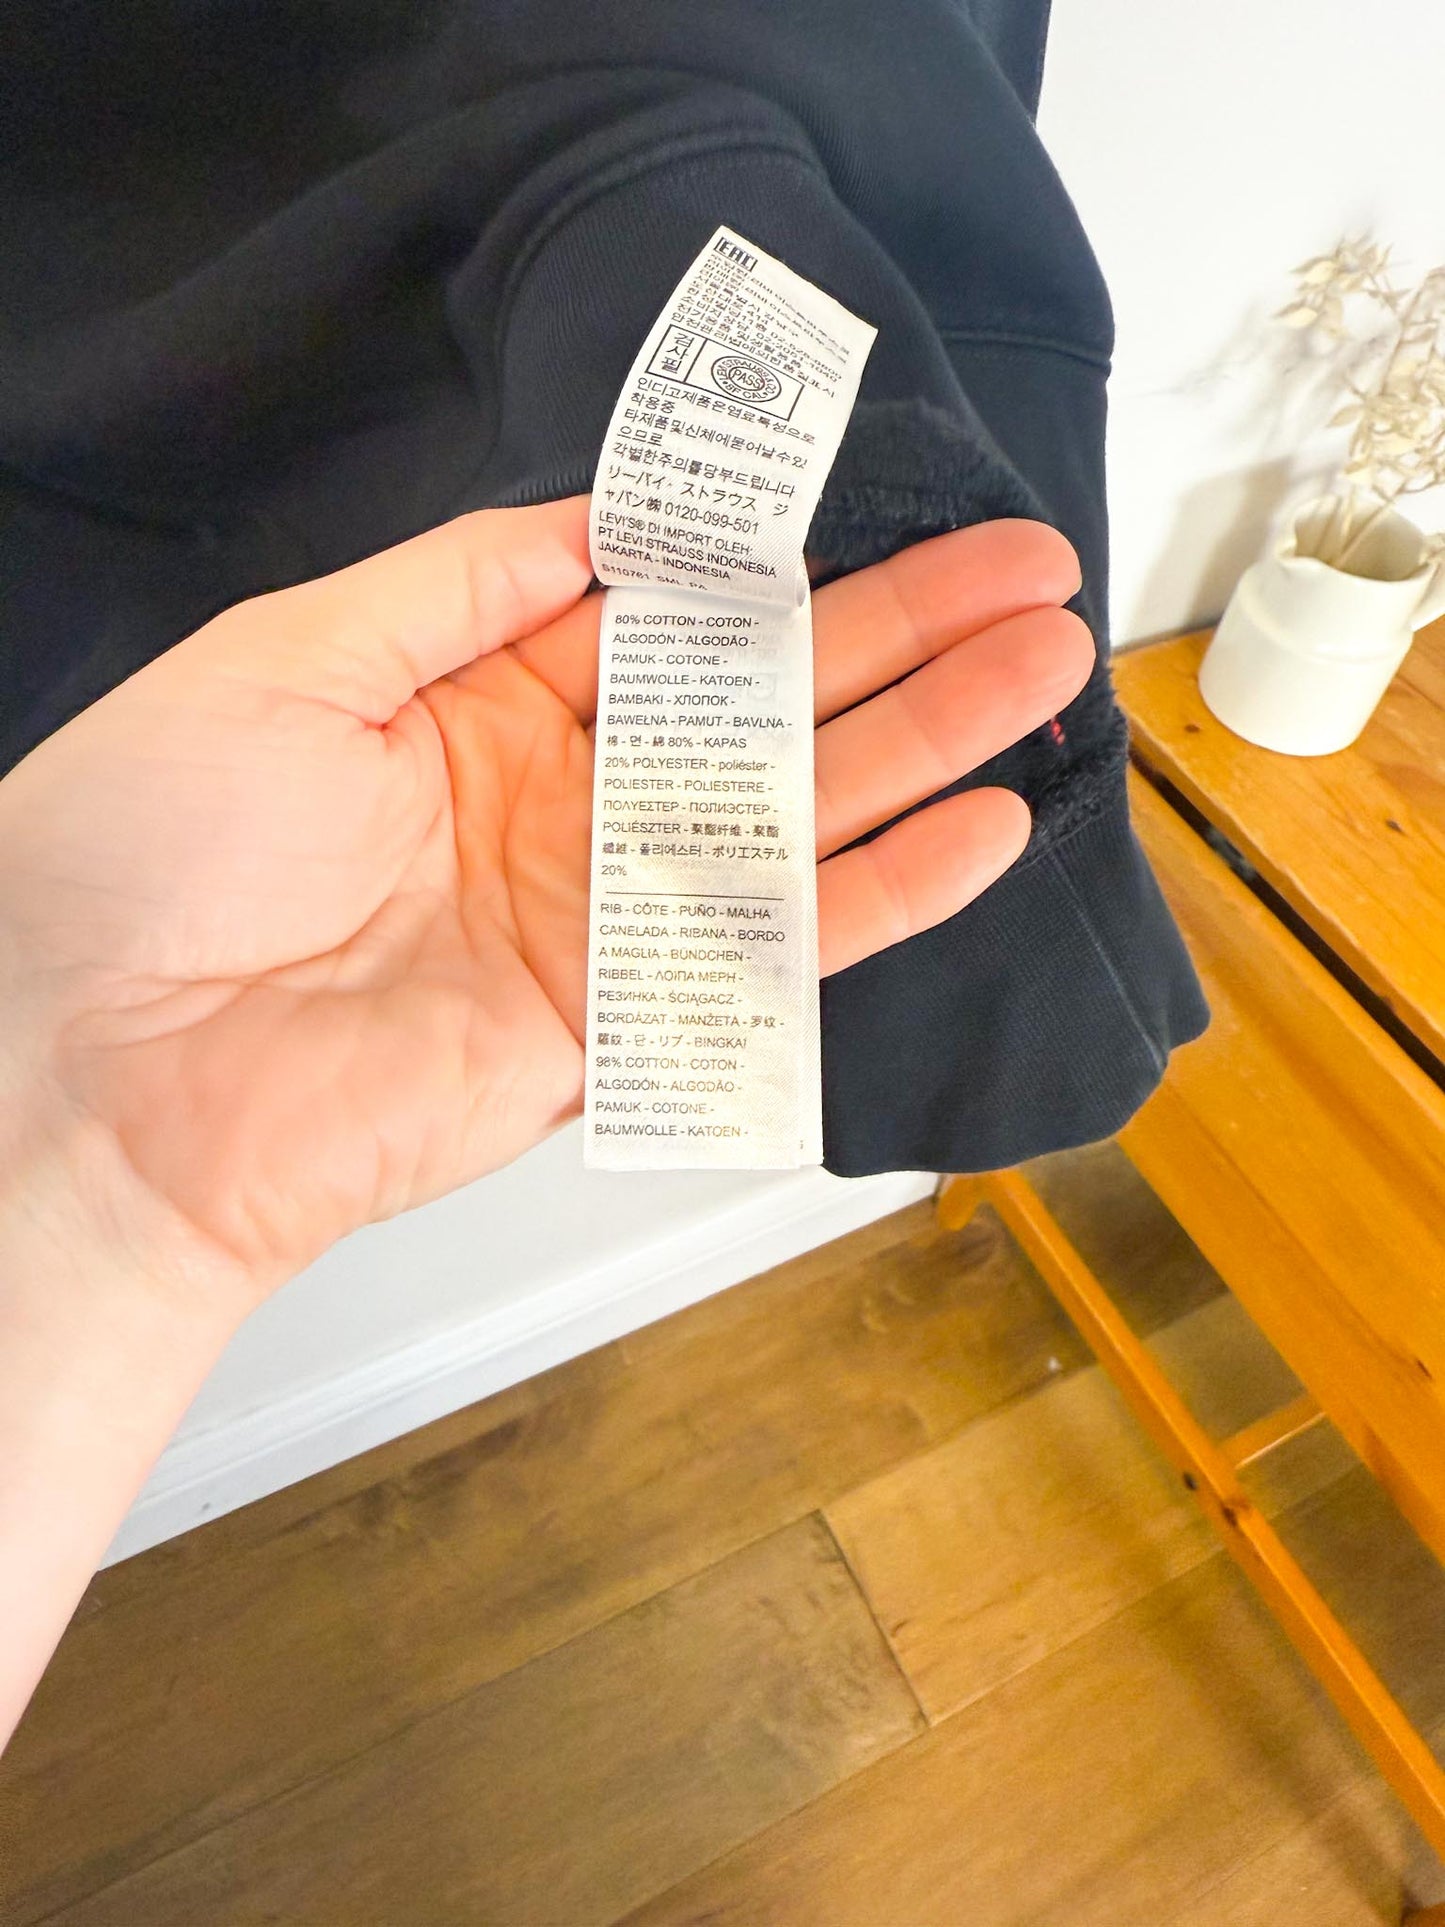 EAC
검사필
PASS
인디고제품은염료특성으로
착용중
타제품및신체에묻어날수있
으므로
각별한주의를당부드립니다
リーバイ・ストラウス ジ
ャパン㈱ 0120-099-501
LEVI'S® DI IMPORT OLEH:
PT LEVI STRAUSS INDONESIA
JAKARTA - INDONESIA
80% COTTON - COTON -
ALGODÓN - ALGODÃO -
PAMUK - COTONE -
BAUMWOLLE - KATOEN -
ΒΑΜΒΑΚΙ - ХЛОПОК -
BAWEŁNA - PAMUT - BAVLNA -
棉 - 면 - 綿 80% - KAPAS
20% POLYESTER - poliéster -
POLIESTER - POLIESTERE -
ΠΟΛΥΕΣΤΕΡ - ПОЛИЭСТЕР -
POLIÉSZTER - 聚酯纤维 - 聚酯
纖維 - 폴리에스터 - ポリエステル
20%
RIB - CÔTE - PUÑO - MALHA
CANELADA - RIBANA - BORDO
A MAGLIA - BÜNDCHEN -
RIBBEL - ΛΟΙΠΑ ΜΕΡΗ -
РЕЗИНКА - ŚCIĄGACZ -
BORDÁZAT - MANŽETA - 罗纹 -
羅紋 - 단 - リブ - BINGKAI
98% COTTON - COTON -
ALGODÓN - ALGODÃO -
PAMUK - COTONE -
BAUMWOLLE - KATOEN -